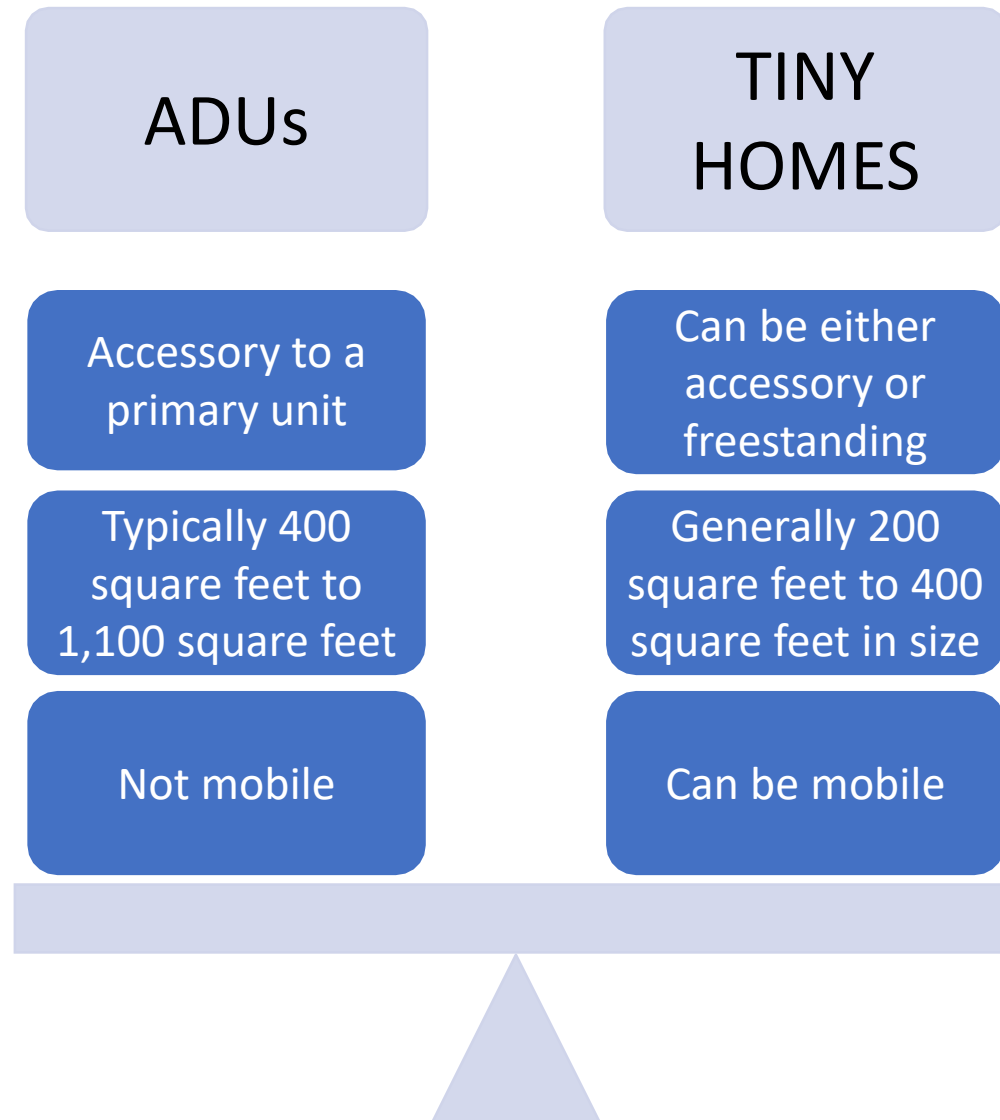 ADUs
Accessory to a
primary unit
Typically 400
square feet to
1,100 square feet
Not mobile
TINY
HOMES
Can be either
accessory or
freestanding
Generally 200
square feet to 400
square feet in size
Can be mobile